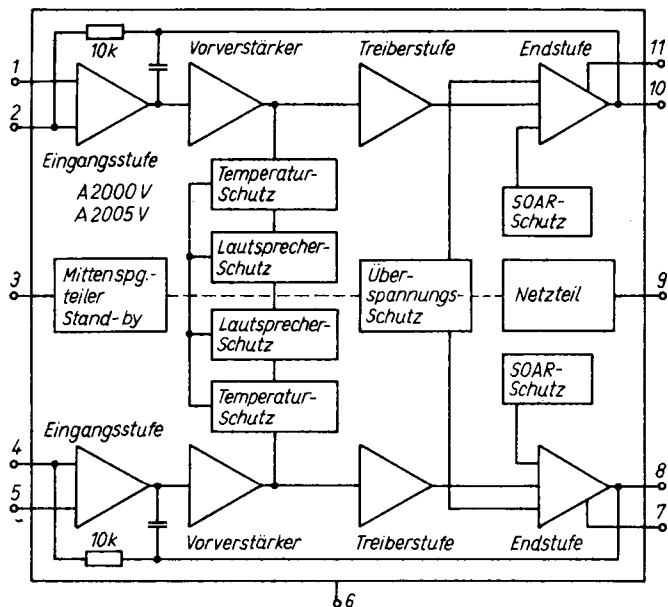 10k
Vorverstärker
Treiberstufe
Endstufe
11
1
10
2
Eingangsstufe
A2000V
A2005V
Temperatur-
Schutz
SOAR-
Schutz
Lautsprecher-
Schutz
3
Mittenspg.-
teiler
Stand-by
Über-
spannungs-
Schutz
Netzteil
9
Lautsprecher-
Schutz
Temperatur-
Schutz
SOAR-
Schutz
Eingangsstufe
4
8
5
7
10k
Vorverstärker
Treiberstufe
Endstufe
6